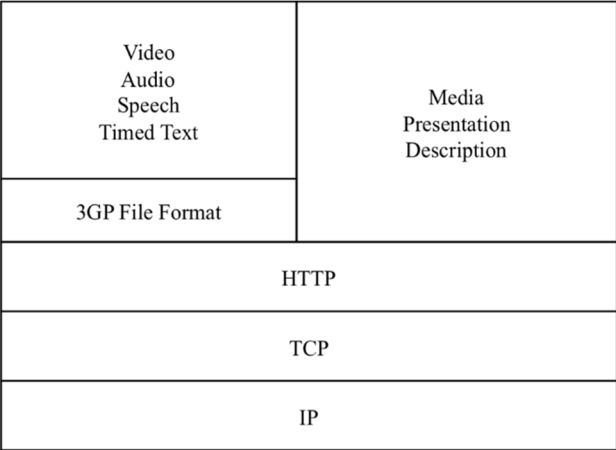 Video
Audio
Speech
Timed Text
3GP File Format
Media
Presentation
Description
HTTP
TCP
IP